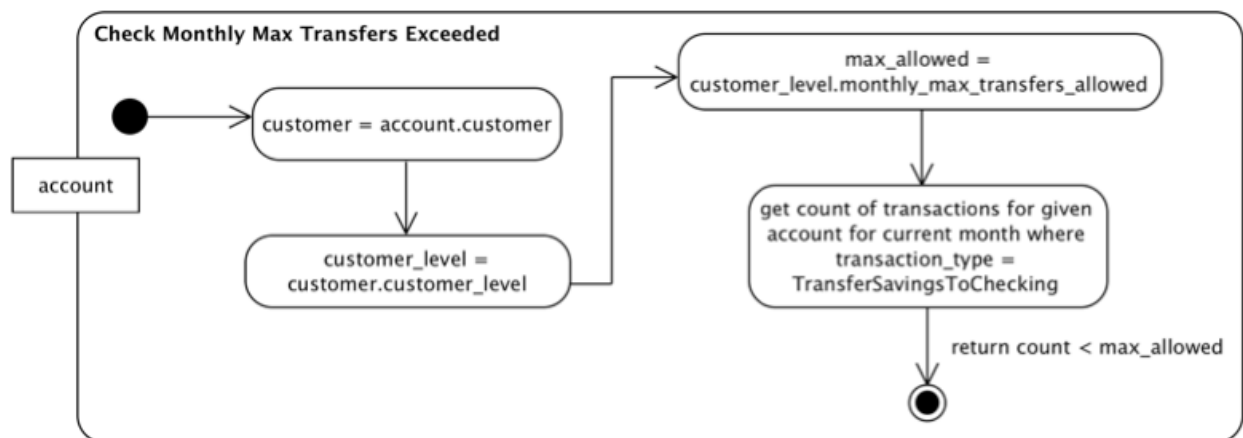 Check Monthly Max Transfers Exceeded
account
customer = account.customer
customer_level =
customer.customer_level
max_allowed =
customer_level.monthly_max_transfers_allowed
get count of transactions for given
account for current month where
transaction_type =
TransferSavingsToChecking
return count < max_allowed